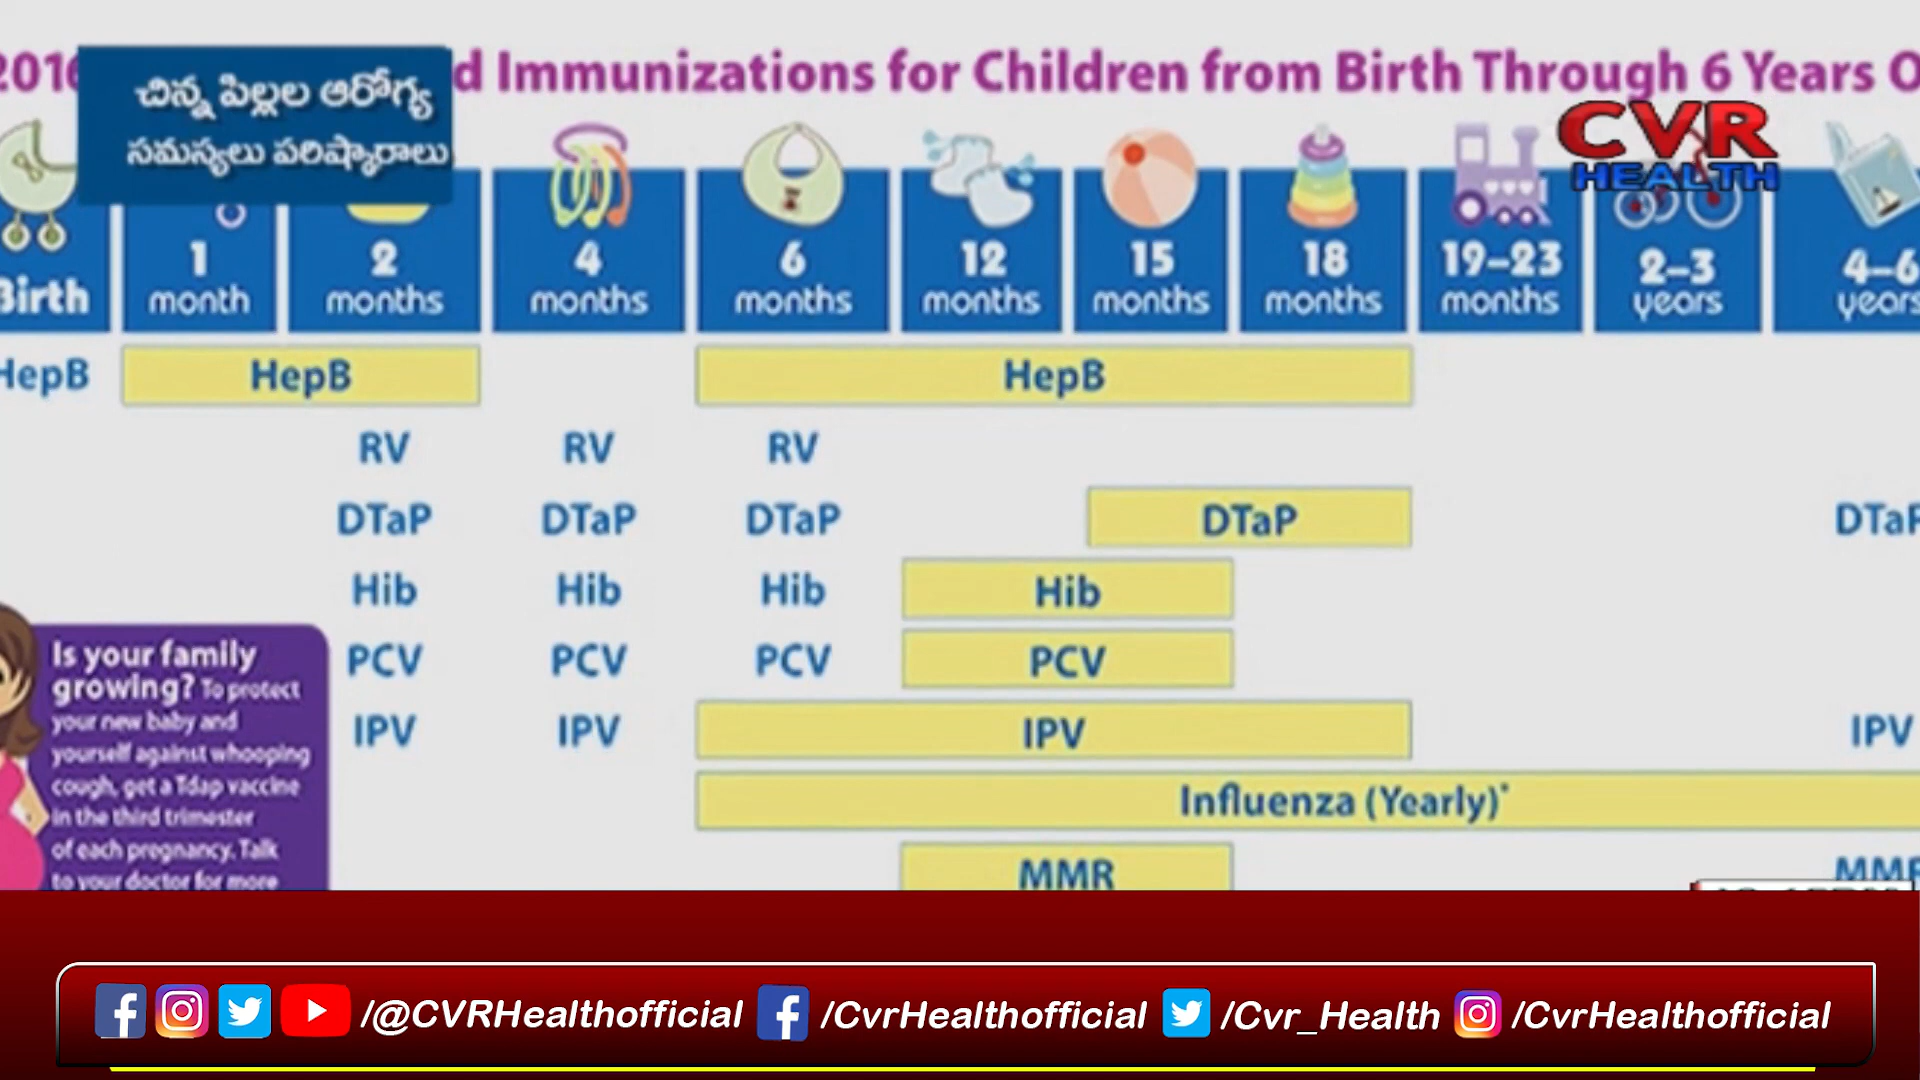 2016
d Immunizations for Children from Birth Through 6 Years O
చిన్న పిల్లల ఆరోగ్య
సమస్యలు పరిష్కారాలు
CVR
HEALTH
Birth
1 month
2 months
4 months
6 months
12 months
15 months
18 months
19–23 months
2–3 years
4–6 years
HepB HepB HepB
RV RV RV
DTaP DTaP DTaP DTaP DTaP
Hib Hib Hib Hib
PCV PCV PCV PCV
IPV IPV IPV IPV
Influenza (Yearly)*
MMR MMR
Is your family
growing? To protect
your new baby and
yourself against whooping
cough, get a Tdap vaccine
in the third trimester
of each pregnancy. Talk
to your doctor for more
/@CVRHealthofficial /CvrHealthofficial /Cvr_Health /CvrHealthofficial